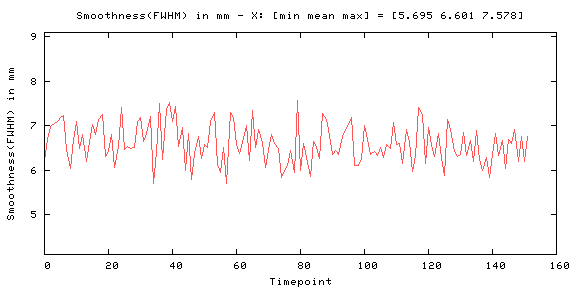 Smoothness(FWHM) in mm - X: [min mean max] = [5.695 6.601 7.578]
Smoothness(FWHM) in mm
9
8
7
6
5
0 20 40 60 80 100 120 140 160
Timepoint